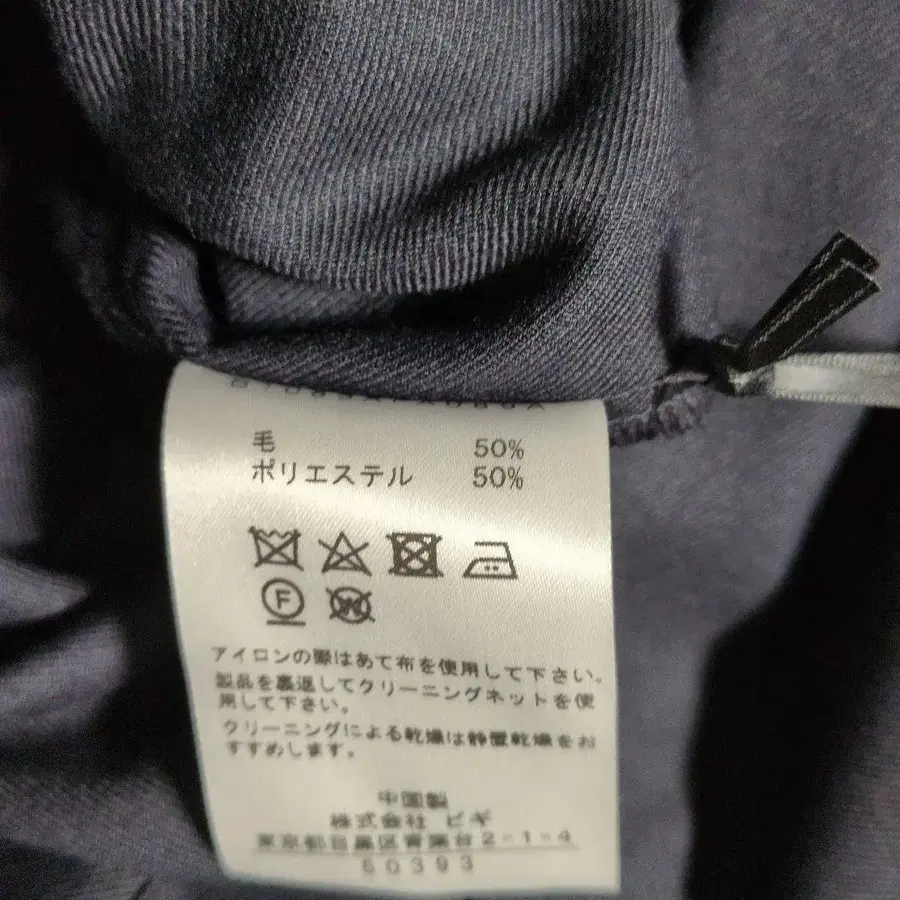 毛 50%
ポリエステル 50%
F
W
アイロンの際はあて布を使用して下さい。
製品を裏返してクリーニングネットを使
用して下さい。
クリーニングによる乾燥は静置乾燥をお
すすめします。
中国製
株式会社 ビギ
東京都目黒区青葉台2-1-4
50393